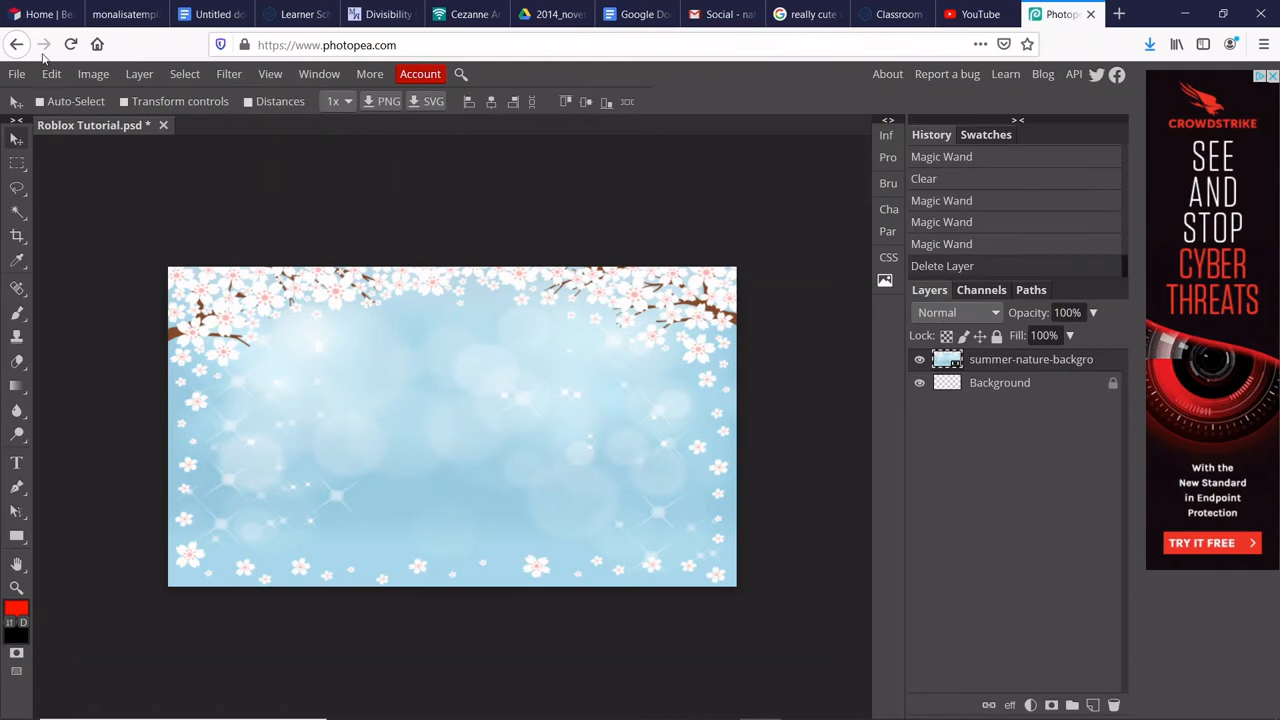 Home | Be
monalisatempl
Untitled do
Learner Sc
Divisibility
Cezanne Ar
2014_nove
Google Do
Social - na
really cute v
Classroom
YouTube
Photope
https://www.photopea.com
File Edit Image Layer Select Filter View Window More Account
About Report a bug Learn Blog API
Auto-Select Transform controls Distances 1x PNG SVG
Roblox Tutorial.psd *
Inf
Pro
Bru
Cha
Par
CSS
History Swatches
Magic Wand
Clear
Magic Wand
Magic Wand
Magic Wand
Delete Layer
Layers Channels Paths
Normal Opacity: 100%
Lock: Fill: 100%
summer-nature-backgro
Background
eff
T
D
CROWDSTRIKE
SEE
AND
STOP
CYBER
THREATS
With the
New Standard
in Endpoint
Protection
TRY IT FREE